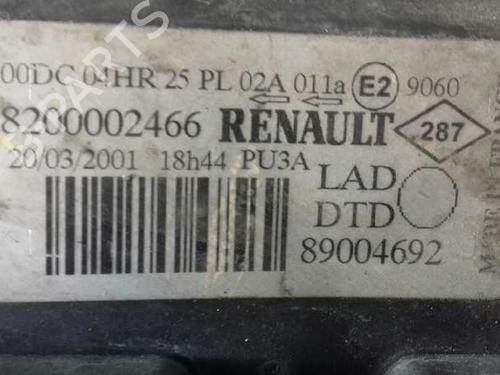 00DC 04HR 25 PL 02A 011a E2 9060
8200002466 RENAULT 287
20/03/2001 18h44 PU3A LAD
DTD
89004692
PARTS